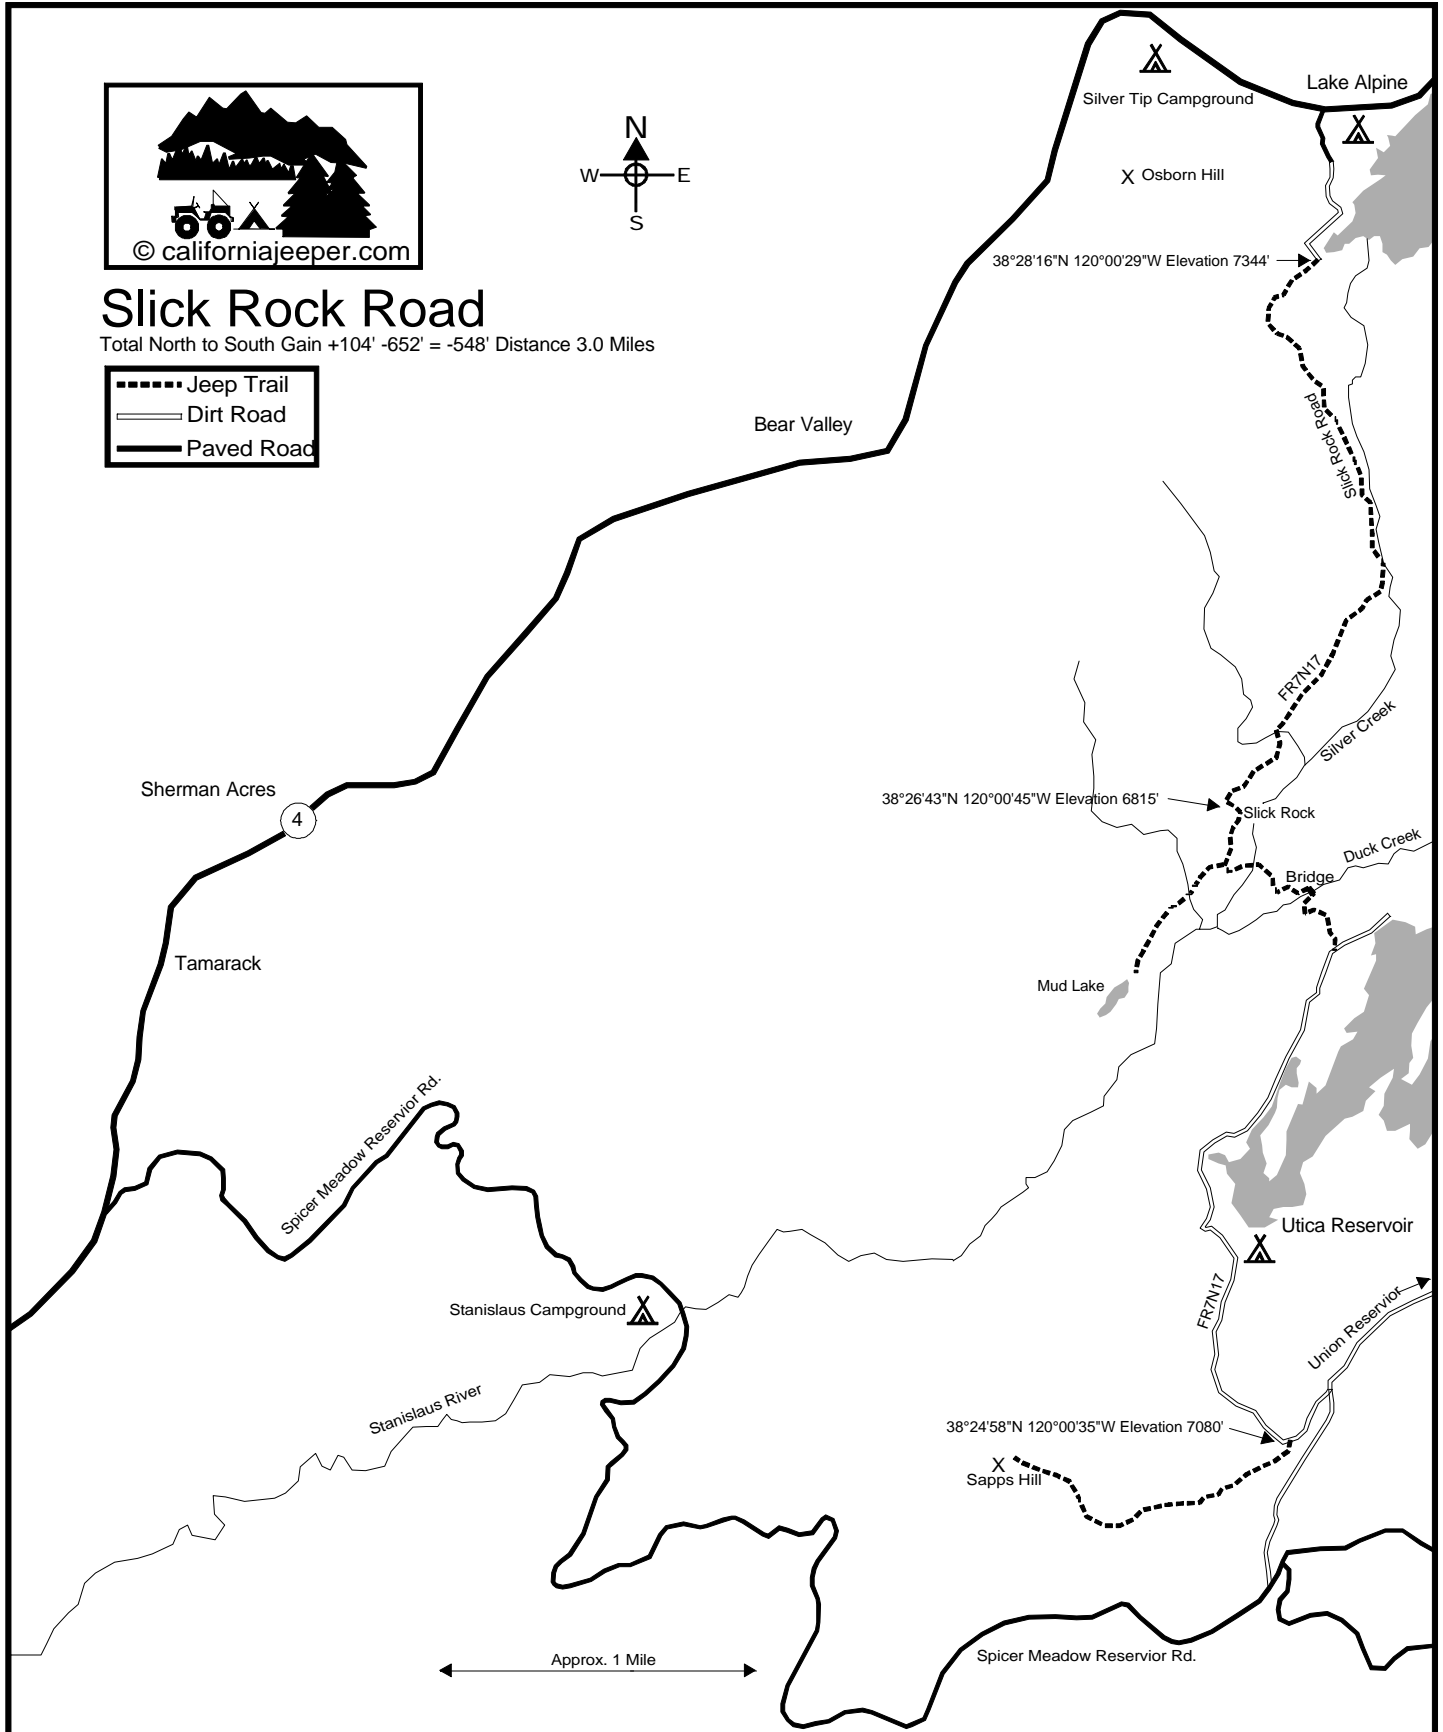 Lake Alpine
Silver Tip Campground
N
W
E
S
X Osborn Hill
© californiajeeper.com
38°28'16"N 120°00'29"W Elevation 7344'
Slick Rock Road
Total North to South Gain +104' -652' = -548' Distance 3.0 Miles
Jeep Trail
Dirt Road
Paved Road
Slick Rock Road
Bear Valley
FR7N17
Silver Creek
Sherman Acres
4
38°26'43"N 120°00'45"W Elevation 6815'
Slick Rock
Duck Creek
Bridge
Tamarack
Mud Lake
Spicer Meadow Reservior Rd.
Utica Reservoir
FR7N17
Union Reservior
Stanislaus Campground
Stanislaus River
38°24'58"N 120°00'35"W Elevation 7080'
X
Sapps Hill
Approx. 1 Mile
Spicer Meadow Reservior Rd.